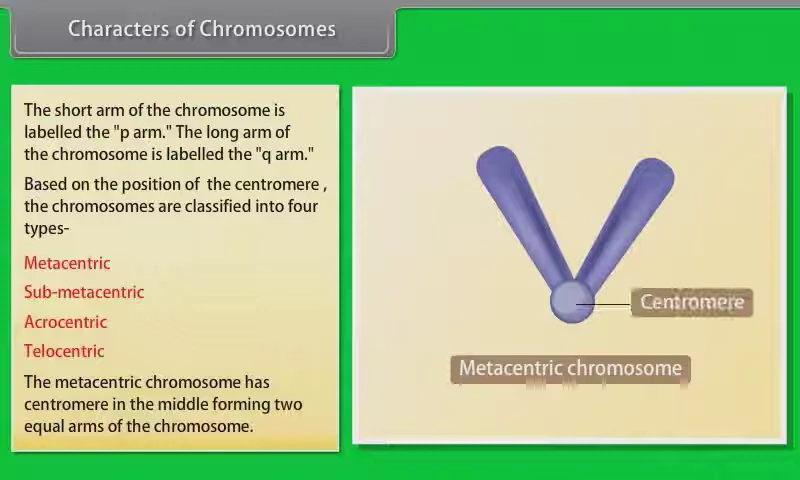 Characters of Chromosomes
The short arm of the chromosome is
labelled the "p arm." The long arm of
the chromosome is labelled the "q arm."
Based on the position of the centromere ,
the chromosomes are classified into four
types-
Metacentric
Sub-metacentric
Acrocentric
Telocentric
The metacentric chromosome has
centromere in the middle forming two
equal arms of the chromosome.
Centromere
Metacentric chromosome